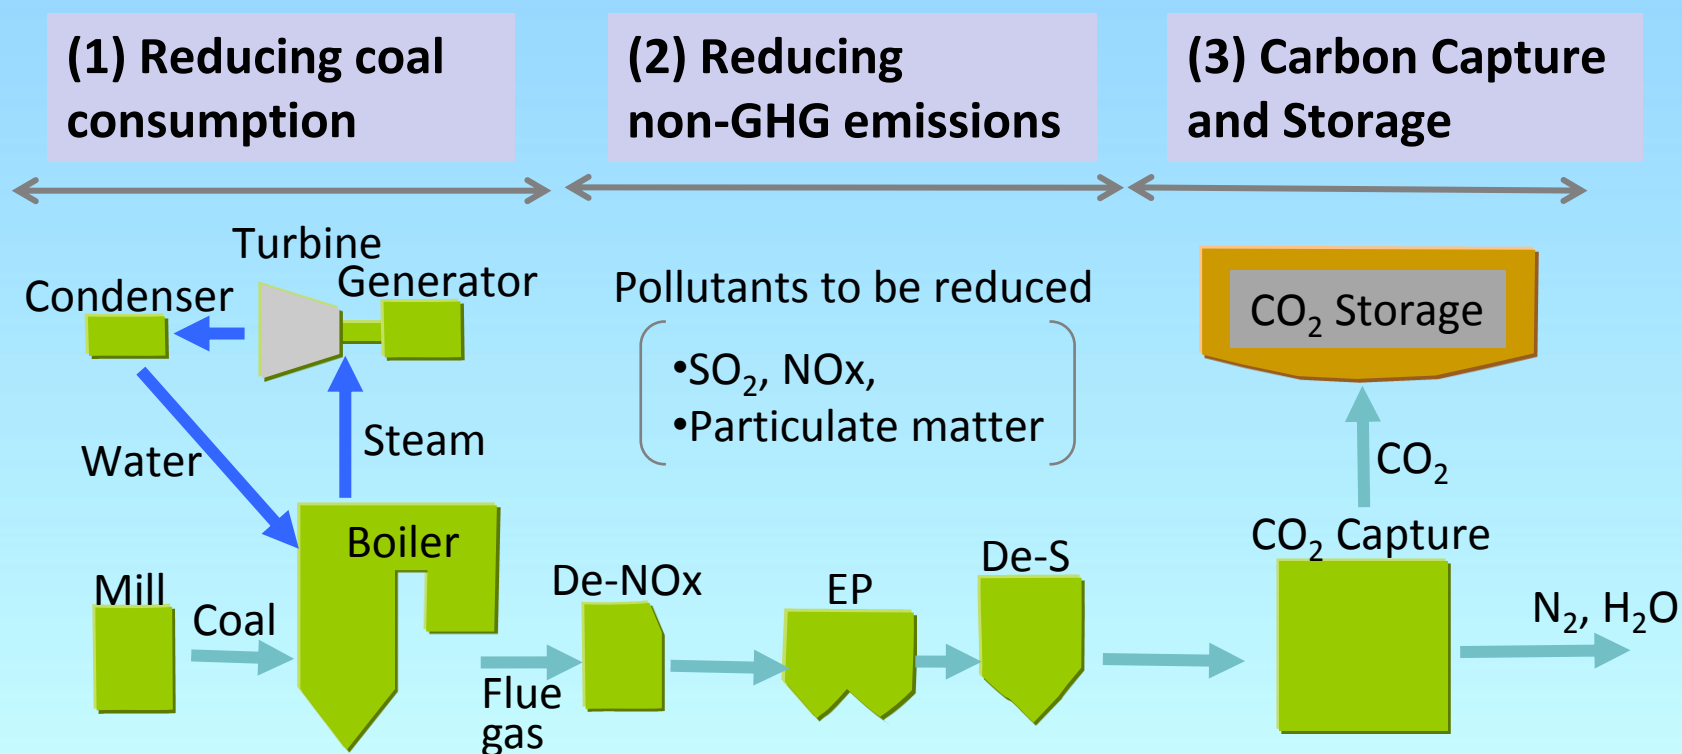 (1) Reducing coal
consumption
(2) Reducing
non-GHG emissions
(3) Carbon Capture
and Storage
Turbine
Generator
Condenser
Water
Steam
Boiler
Mill
Coal
Flue
gas
Pollutants to be reduced
•SO₂, NOx,
•Particulate matter
De-NOx
EP
De-S
CO₂ Storage
CO₂
CO₂ Capture
N₂, H₂O